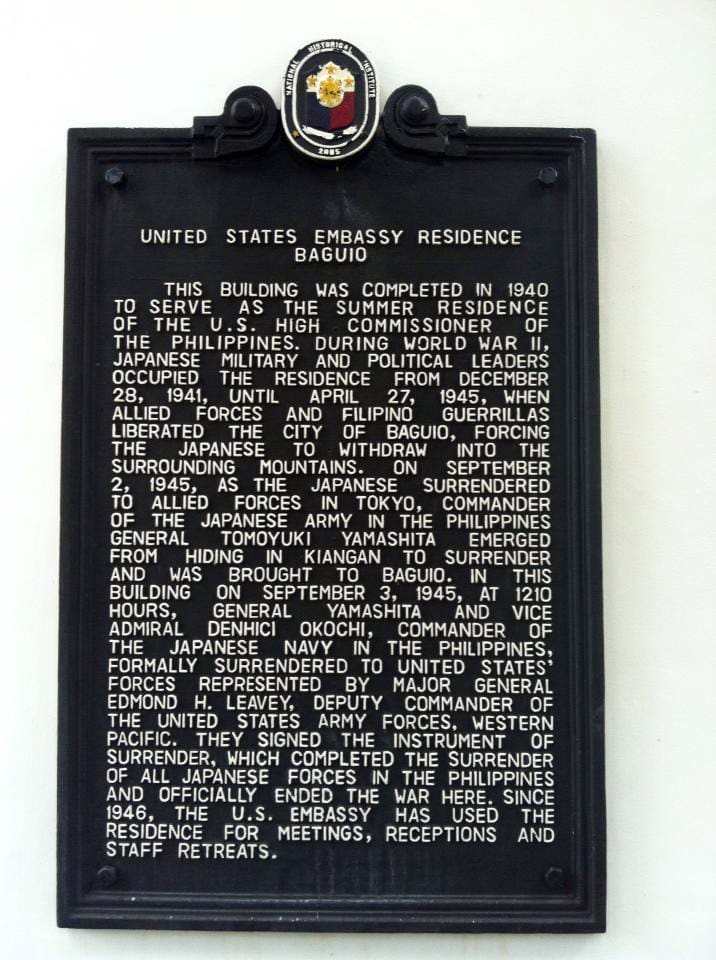 NATIONAL HISTORICAL INSTITUTE
2005
UNITED STATES EMBASSY RESIDENCE
BAGUIO
THIS BUILDING WAS COMPLETED IN 1940
TO SERVE AS THE SUMMER RESIDENCE
OF THE U.S. HIGH COMMISSIONER OF
THE PHILIPPINES. DURING WORLD WAR II,
JAPANESE MILITARY AND POLITICAL LEADERS
OCCUPIED THE RESIDENCE FROM DECEMBER
28, 1941, UNTIL APRIL 27, 1945, WHEN
ALLIED FORCES AND FILIPINO GUERRILLAS
LIBERATED THE CITY OF BAGUIO, FORCING
THE JAPANESE TO WITHDRAW INTO THE
SURROUNDING MOUNTAINS. ON SEPTEMBER
2, 1945, AS THE JAPANESE SURRENDERED
TO ALLIED FORCES IN TOKYO, COMMANDER
OF THE JAPANESE ARMY IN THE PHILIPPINES
GENERAL TOMOYUKI YAMASHITA EMERGED
FROM HIDING IN KIANGAN TO SURRENDER
AND WAS BROUGHT TO BAGUIO. IN THIS
BUILDING ON SEPTEMBER 3, 1945, AT 1210
HOURS, GENERAL YAMASHITA AND VICE
ADMIRAL DENHICI OKOCHI, COMMANDER OF
THE JAPANESE NAVY IN THE PHILIPPINES,
FORMALLY SURRENDERED TO UNITED STATES'
FORCES REPRESENTED BY MAJOR GENERAL
EDMOND H. LEAVEY, DEPUTY COMMANDER OF
THE UNITED STATES ARMY FORCES, WESTERN
PACIFIC. THEY SIGNED THE INSTRUMENT OF
SURRENDER, WHICH COMPLETED THE SURRENDER
OF ALL JAPANESE FORCES IN THE PHILIPPINES
AND OFFICIALLY ENDED THE WAR HERE. SINCE
1946, THE U.S. EMBASSY HAS USED THE
RESIDENCE FOR MEETINGS, RECEPTIONS AND
STAFF RETREATS.